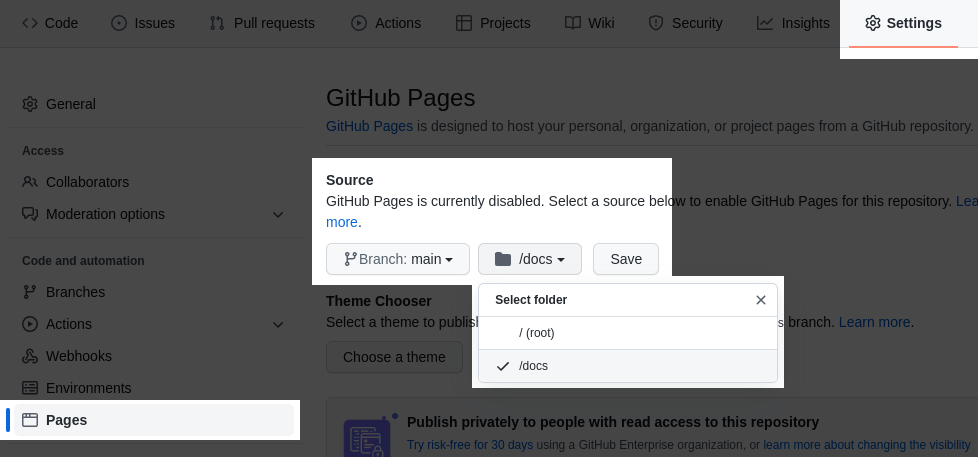 Code Issues Pull requests Actions Projects Wiki Security Insights Settings
General
Access
Collaborators
Moderation options
Code and automation
Branches
Actions
Webhooks
Environments
Pages
GitHub Pages
GitHub Pages is designed to host your personal, organization, or project pages from a GitHub repository.
Source
GitHub Pages is currently disabled. Select a source below to enable GitHub Pages for this repository.
more.
Branch: main /docs Save
Select folder
/ (root)
/docs
Theme Chooser
Select a theme to publish branch. Learn more.
Choose a theme
Publish privately to people with read access to this repository
Try risk-free for 30 days using a GitHub Enterprise organization, or learn more about changing the visibility